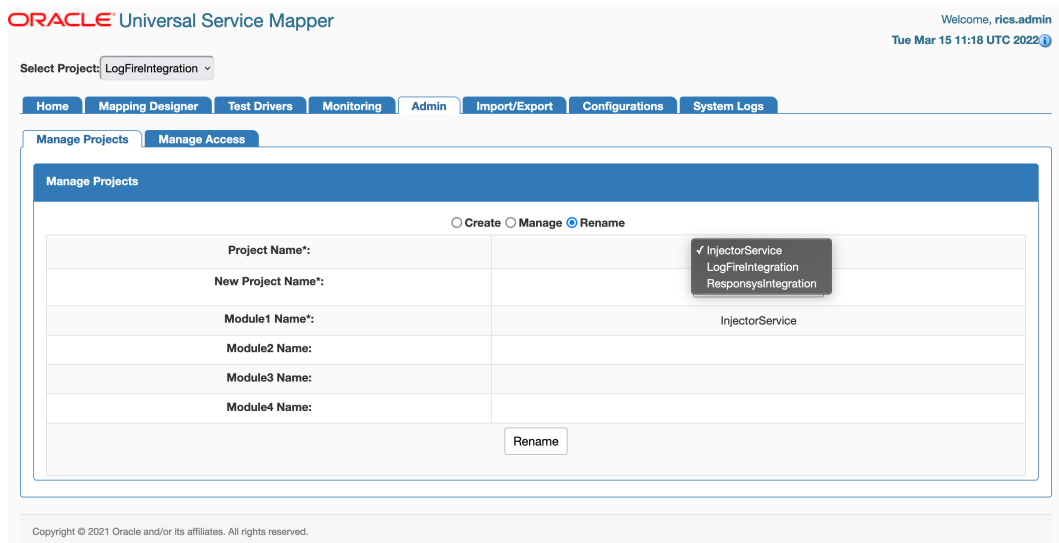 ORACLE Universal Service Mapper
Welcome, rics.admin
Tue Mar 15 11:18 UTC 2022
Select Project: LogFireIntegration
Home Mapping Designer Test Drivers Monitoring Admin Import/Export Configurations System Logs
Manage Projects Manage Access
Manage Projects
Create Manage Rename
Project Name*:
✓ InjectorService
LogFireIntegration
ResponsysIntegration
New Project Name*:
Module1 Name*: InjectorService
Module2 Name:
Module3 Name:
Module4 Name:
Rename
Copyright © 2021 Oracle and/or its affiliates. All rights reserved.